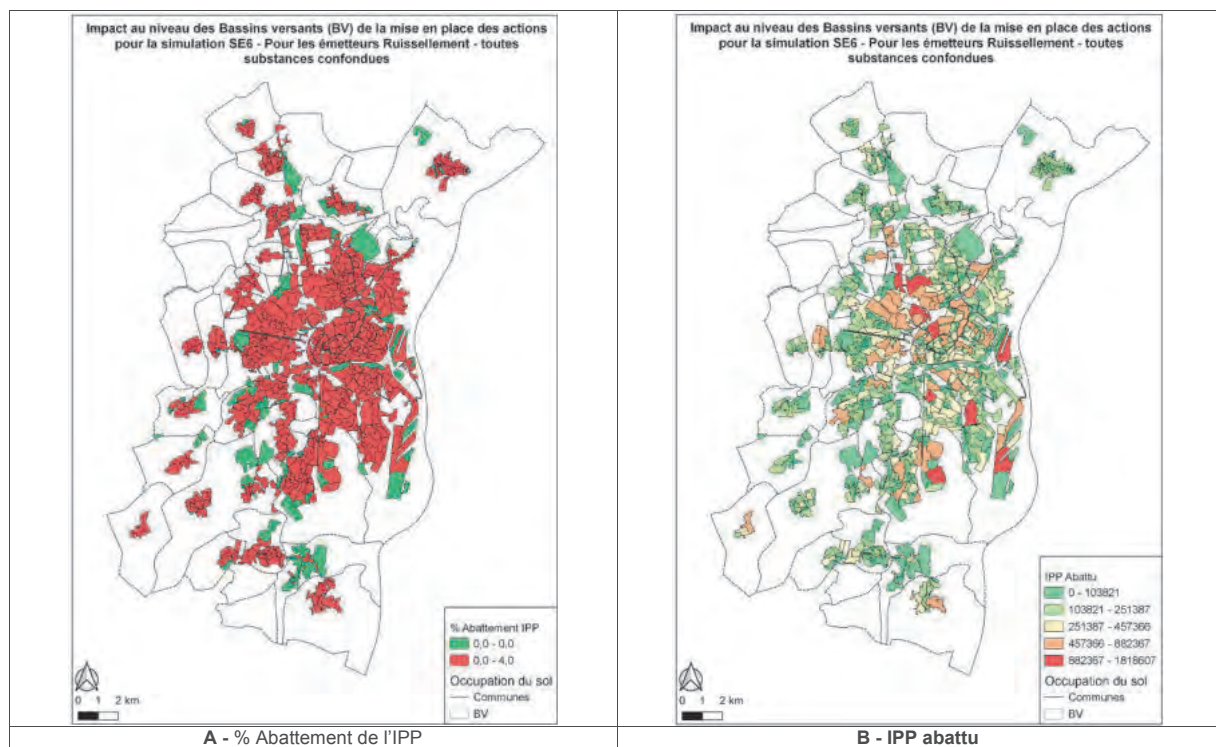 Impact au niveau des Bassins versants (BV) de la mise en place des actions
pour la simulation SE6 - Pour les émetteurs Ruissellement - toutes
substances confondues
% Abattement IPP
0,0 - 0,0
0,0 - 4,0
Occupation du sol
Communes
BV
0 1 2 km
A - % Abattement de l'IPP
Impact au niveau des Bassins versants (BV) de la mise en place des actions
pour la simulation SE6 - Pour les émetteurs Ruissellement - toutes
substances confondues
IPP Abattu
0 - 103821
103821 - 251387
251387 - 457366
457366 - 882367
882367 - 1818607
Occupation du sol
Communes
BV
0 1 2 km
B - IPP abattu